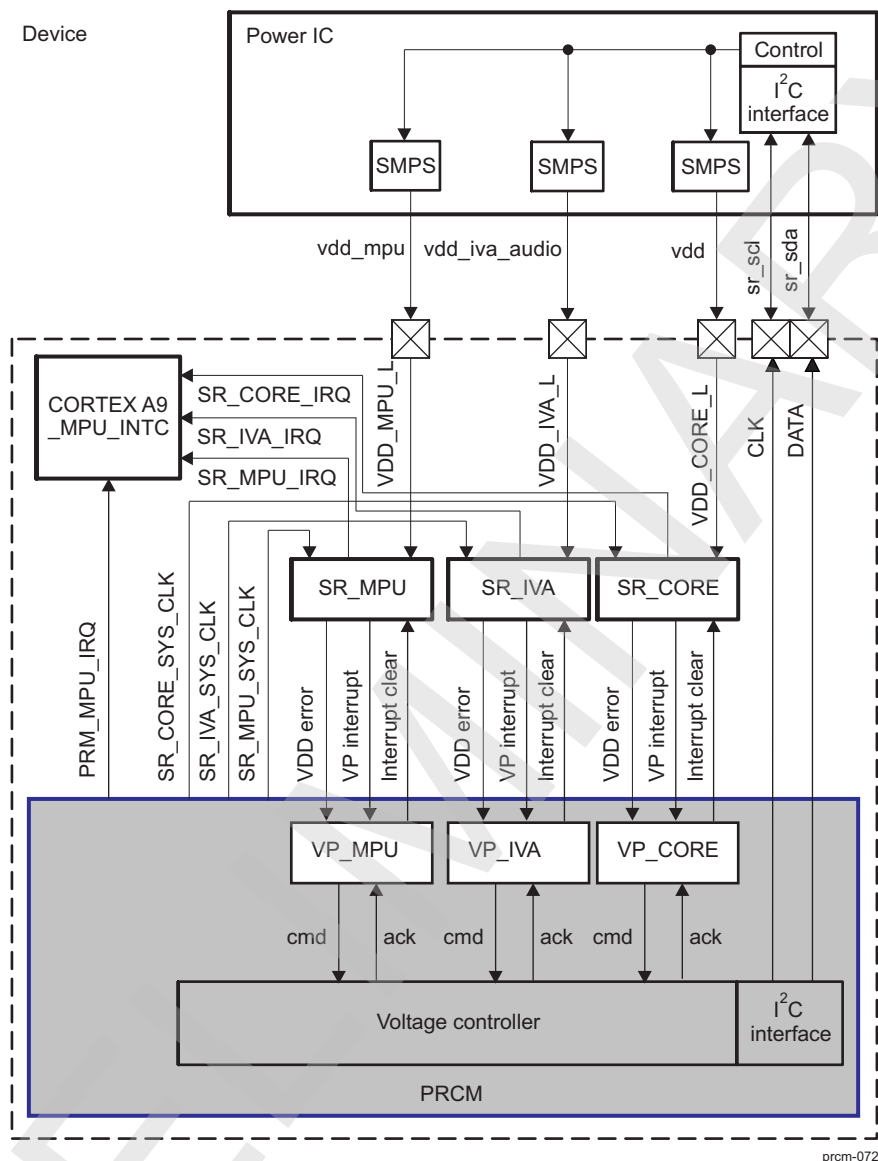 Device
Power IC
Control
I²C
interface
SMPS
SMPS
SMPS
vdd_mpu
vdd_iva_audio
vdd
sr_scl
sr_sda
CORTEX A9
_MPU_INTC
SR_CORE_IRQ
SR_IVA_IRQ
SR_MPU_IRQ
VDD_MPU_L
VDD_IVA_L
VDD_CORE_L
CLK
DATA
PRM_MPU_IRQ
SR_CORE_SYS_CLK
SR_IVA_SYS_CLK
SR_MPU_SYS_CLK
SR_MPU
SR_IVA
SR_CORE
VDD error
VP interrupt
Interrupt clear
VDD error
VP interrupt
Interrupt clear
VDD error
VP interrupt
Interrupt clear
VP_MPU
VP_IVA
VP_CORE
cmd
ack
cmd
ack
cmd
ack
Voltage controller
I²C
interface
PRCM
prcm-072